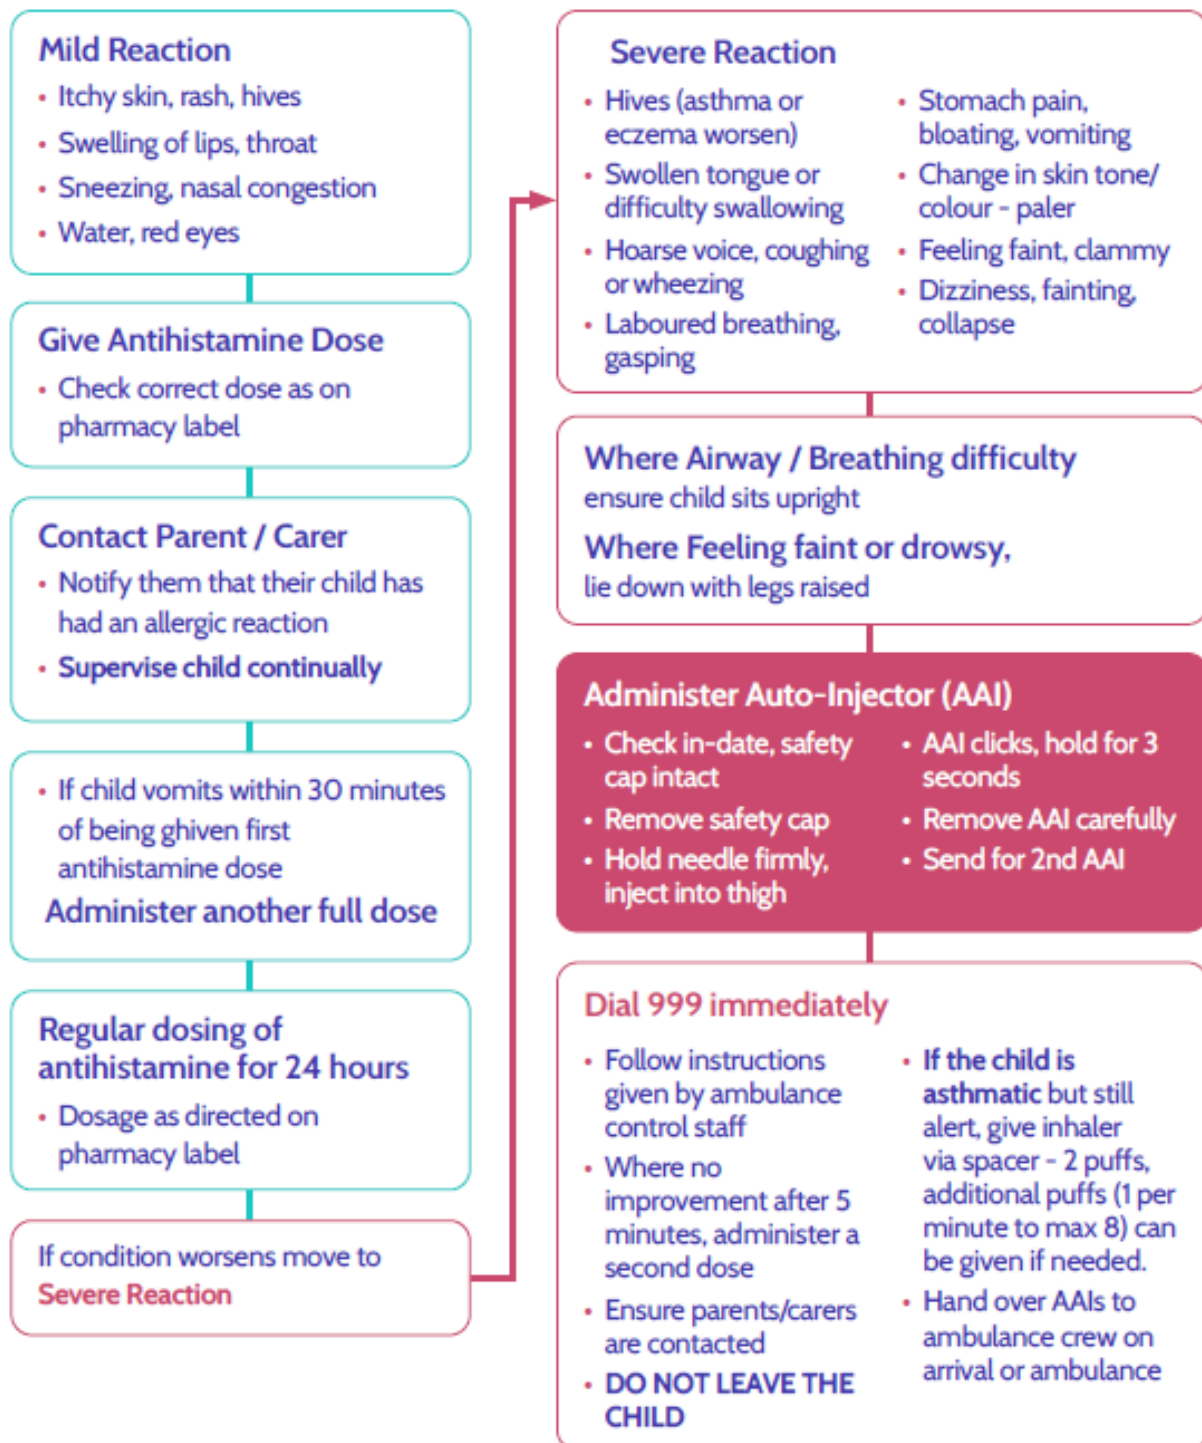 Mild Reaction
• Itchy skin, rash, hives
• Swelling of lips, throat
• Sneezing, nasal congestion
• Water, red eyes
Give Antihistamine Dose
• Check correct dose as on
pharmacy label
Contact Parent / Carer
• Notify them that their child has
had an allergic reaction
• Supervise child continually
• If child vomits within 30 minutes
of being ghiven first
antihistamine dose
Administer another full dose
Regular dosing of
antihistamine for 24 hours
• Dosage as directed on
pharmacy label
If condition worsens move to
Severe Reaction
Severe Reaction
• Hives (asthma or
eczema worsen)
• Swollen tongue or
difficulty swallowing
• Hoarse voice, coughing
or wheezing
• Laboured breathing,
gasping
• Stomach pain,
bloating, vomiting
• Change in skin tone/
colour - paler
• Feeling faint, clammy
• Dizziness, fainting,
collapse
Where Airway / Breathing difficulty
ensure child sits upright
Where Feeling faint or drowsy,
lie down with legs raised
Administer Auto-Injector (AAI)
• Check in-date, safety
cap intact
• Remove safety cap
• Hold needle firmly,
inject into thigh
• AAI clicks, hold for 3
seconds
• Remove AAI carefully
• Send for 2nd AAI
Dial 999 immediately
• Follow instructions
given by ambulance
control staff
• Where no
improvement after 5
minutes, administer a
second dose
• Ensure parents/carers
are contacted
• DO NOT LEAVE THE
CHILD
• If the child is
asthmatic but still
alert, give inhaler
via spacer - 2 puffs,
additional puffs (1 per
minute to max 8) can
be given if needed.
• Hand over AAIs to
ambulance crew on
arrival or ambulance